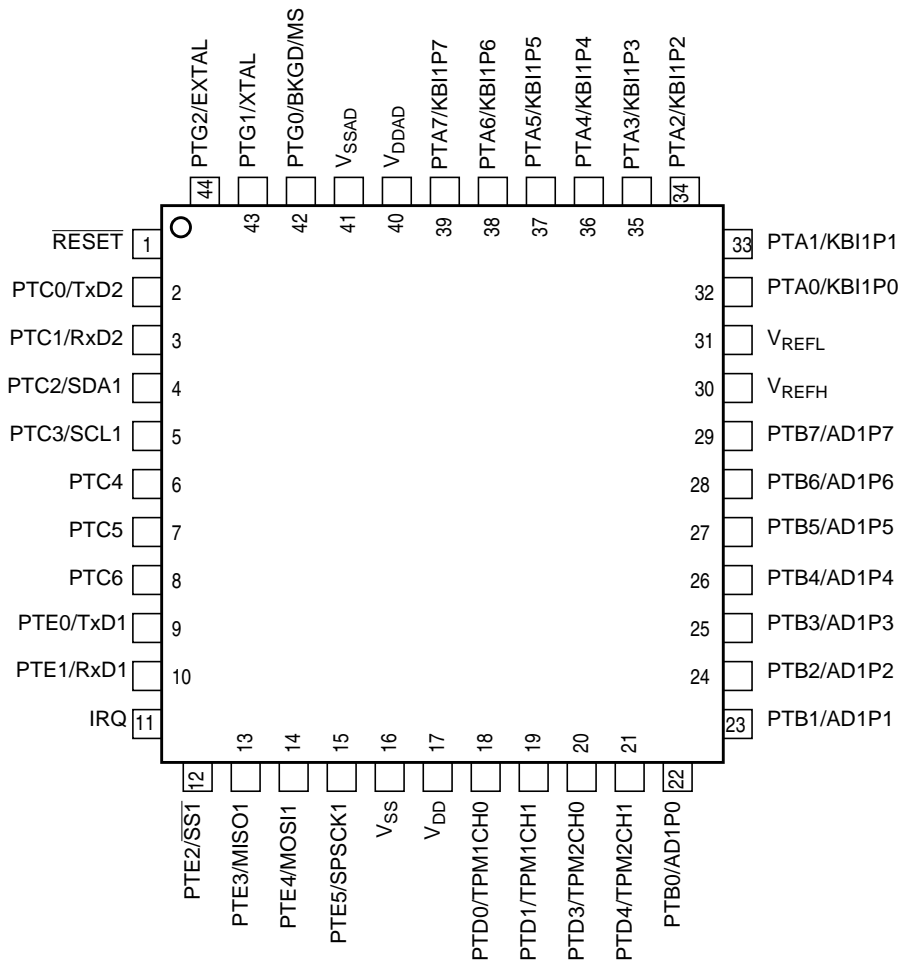 PTG2/EXTAL
PTG1/XTAL
PTG0/BKGD/MS
VSSAD
VDDAD
PTA7/KBI1P7
PTA6/KBI1P6
PTA5/KBI1P5
PTA4/KBI1P4
PTA3/KBI1P3
PTA2/KBI1P2
44
43
42
41
40
39
38
37
36
35
34
RESET 1
PTC0/TxD2 2
PTC1/RxD2 3
PTC2/SDA1 4
PTC3/SCL1 5
PTC4 6
PTC5 7
PTC6 8
PTE0/TxD1 9
PTE1/RxD1 10
IRQ 11
33 PTA1/KBI1P1
32 PTA0/KBI1P0
31 VREFL
30 VREFH
29 PTB7/AD1P7
28 PTB6/AD1P6
27 PTB5/AD1P5
26 PTB4/AD1P4
25 PTB3/AD1P3
24 PTB2/AD1P2
23 PTB1/AD1P1
12
13
14
15
16
17
18
19
20
21
22
PTE2/SS1
PTE3/MISO1
PTE4/MOSI1
PTE5/SPSCK1
VSS
VDD
PTD0/TPM1CH0
PTD1/TPM1CH1
PTD3/TPM2CH0
PTD4/TPM2CH1
PTB0/AD1P0